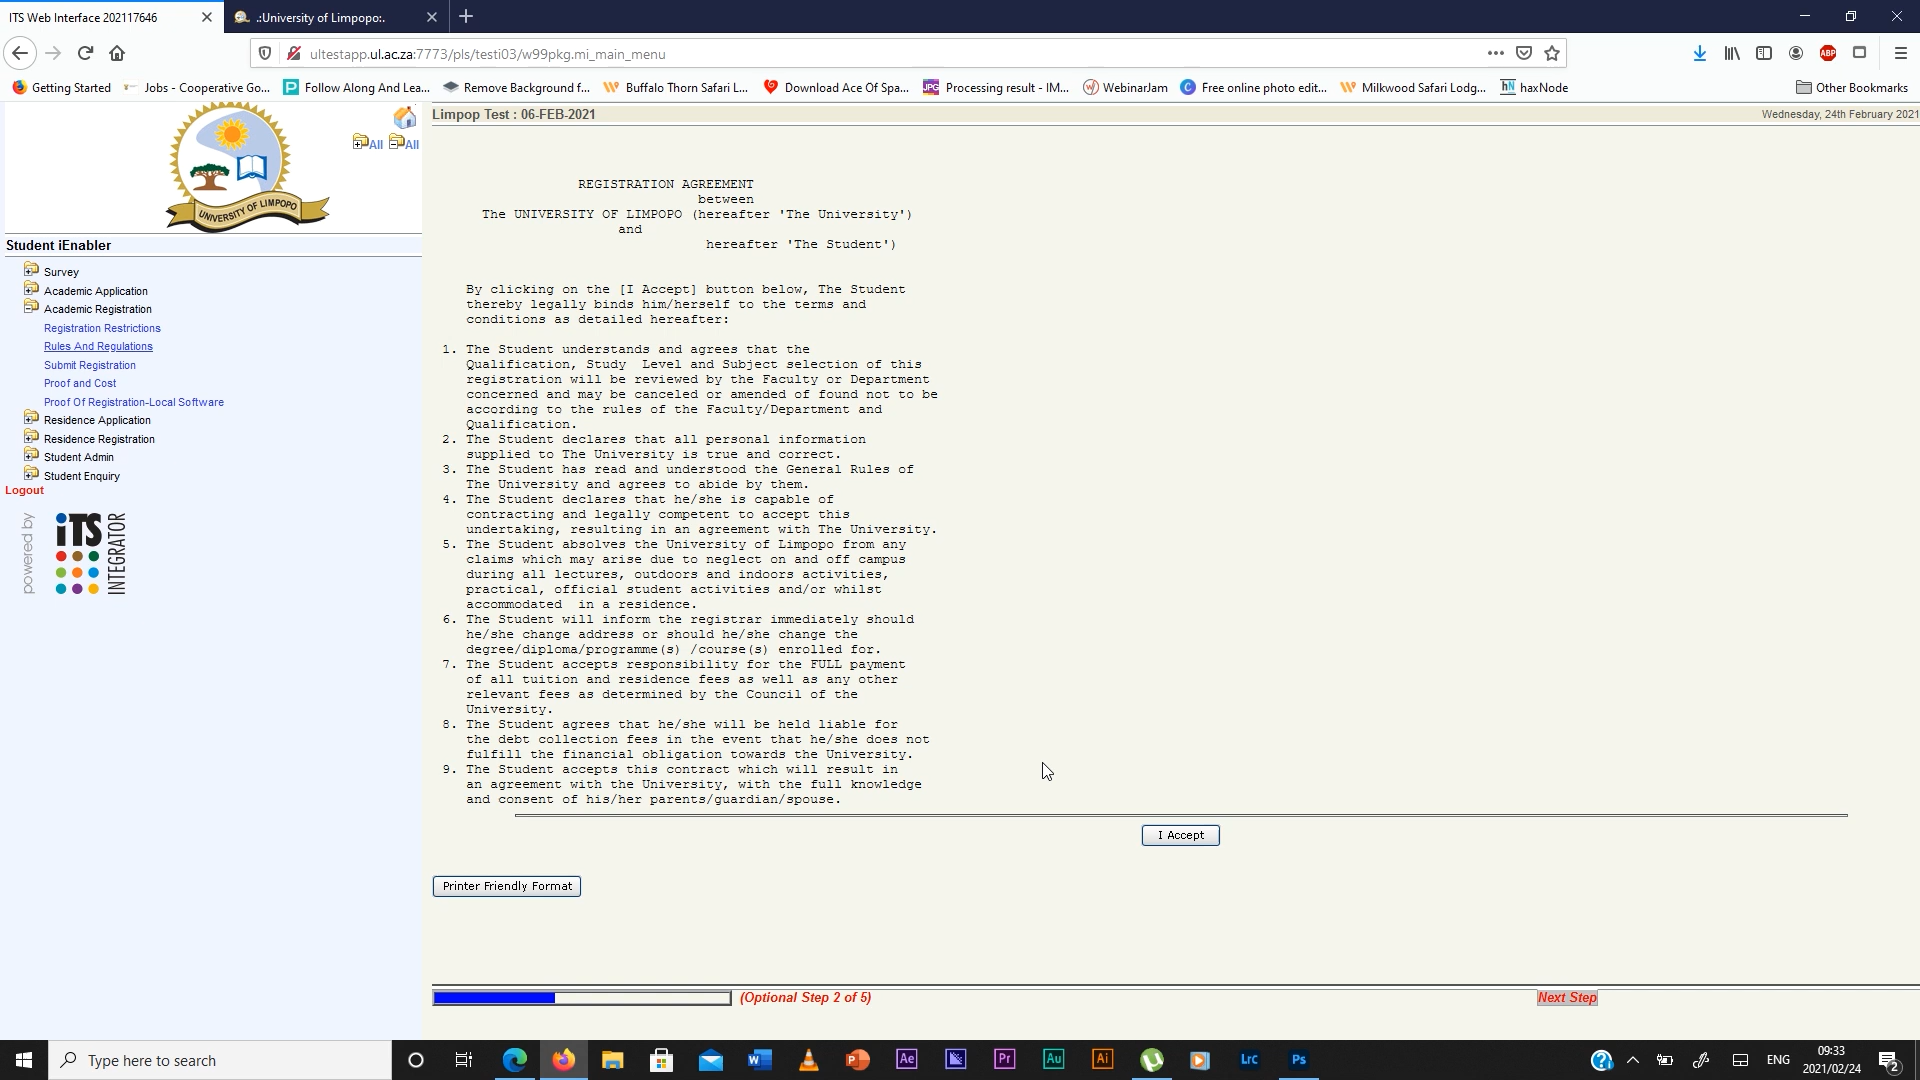 ITS Web Interface 202117646
.:University of Limpopo:.
ultestapp.ul.ac.za:7773/pls/testi03/w99pkg.mi_main_menu
ABP
Getting Started
Jobs - Cooperative Go...
Follow Along And Lea...
Remove Background f...
Buffalo Thorn Safari L...
Download Ace Of Spa...
JPG Processing result - IM...
WebinarJam
Free online photo edit...
Milkwood Safari Lodg...
hN haxNode
Other Bookmarks
UNIVERSITY OF LIMPOPO
All All
Student iEnabler
Survey
Academic Application
Academic Registration
Registration Restrictions
Rules And Regulations
Submit Registration
Proof and Cost
Proof Of Registration-Local Software
Residence Application
Residence Registration
Student Admin
Student Enquiry
Logout
powered by iTS INTEGRATOR
Limpop Test : 06-FEB-2021
Wednesday, 24th February 2021
REGISTRATION AGREEMENT
between
The UNIVERSITY OF LIMPOPO (hereafter 'The University')
and
hereafter 'The Student')
By clicking on the [I Accept] button below, The Student
thereby legally binds him/herself to the terms and
conditions as detailed hereafter:
1. The Student understands and agrees that the
Qualification, Study Level and Subject selection of this
registration will be reviewed by the Faculty or Department
concerned and may be canceled or amended of found not to be
according to the rules of the Faculty/Department and
Qualification.
2. The Student declares that all personal information
supplied to The University is true and correct.
3. The Student has read and understood the General Rules of
The University and agrees to abide by them.
4. The Student declares that he/she is capable of
contracting and legally competent to accept this
undertaking, resulting in an agreement with The University.
5. The Student absolves the University of Limpopo from any
claims which may arise due to neglect on and off campus
during all lectures, outdoors and indoors activities,
practical, official student activities and/or whilst
accommodated in a residence.
6. The Student will inform the registrar immediately should
he/she change address or should he/she change the
degree/diploma/programme(s) /course(s) enrolled for.
7. The Student accepts responsibility for the FULL payment
of all tuition and residence fees as well as any other
relevant fees as determined by the Council of the
University.
8. The Student agrees that he/she will be held liable for
the debt collection fees in the event that he/she does not
fulfill the financial obligation towards the University.
9. The Student accepts this contract which will result in
an agreement with the University, with the full knowledge
and consent of his/her parents/guardian/spouse.
I Accept
Printer Friendly Format
(Optional Step 2 of 5)
Next Step
Type here to search
Ae Pr Au Ai Lrc Ps
ENG
09:33
2021/02/24
2